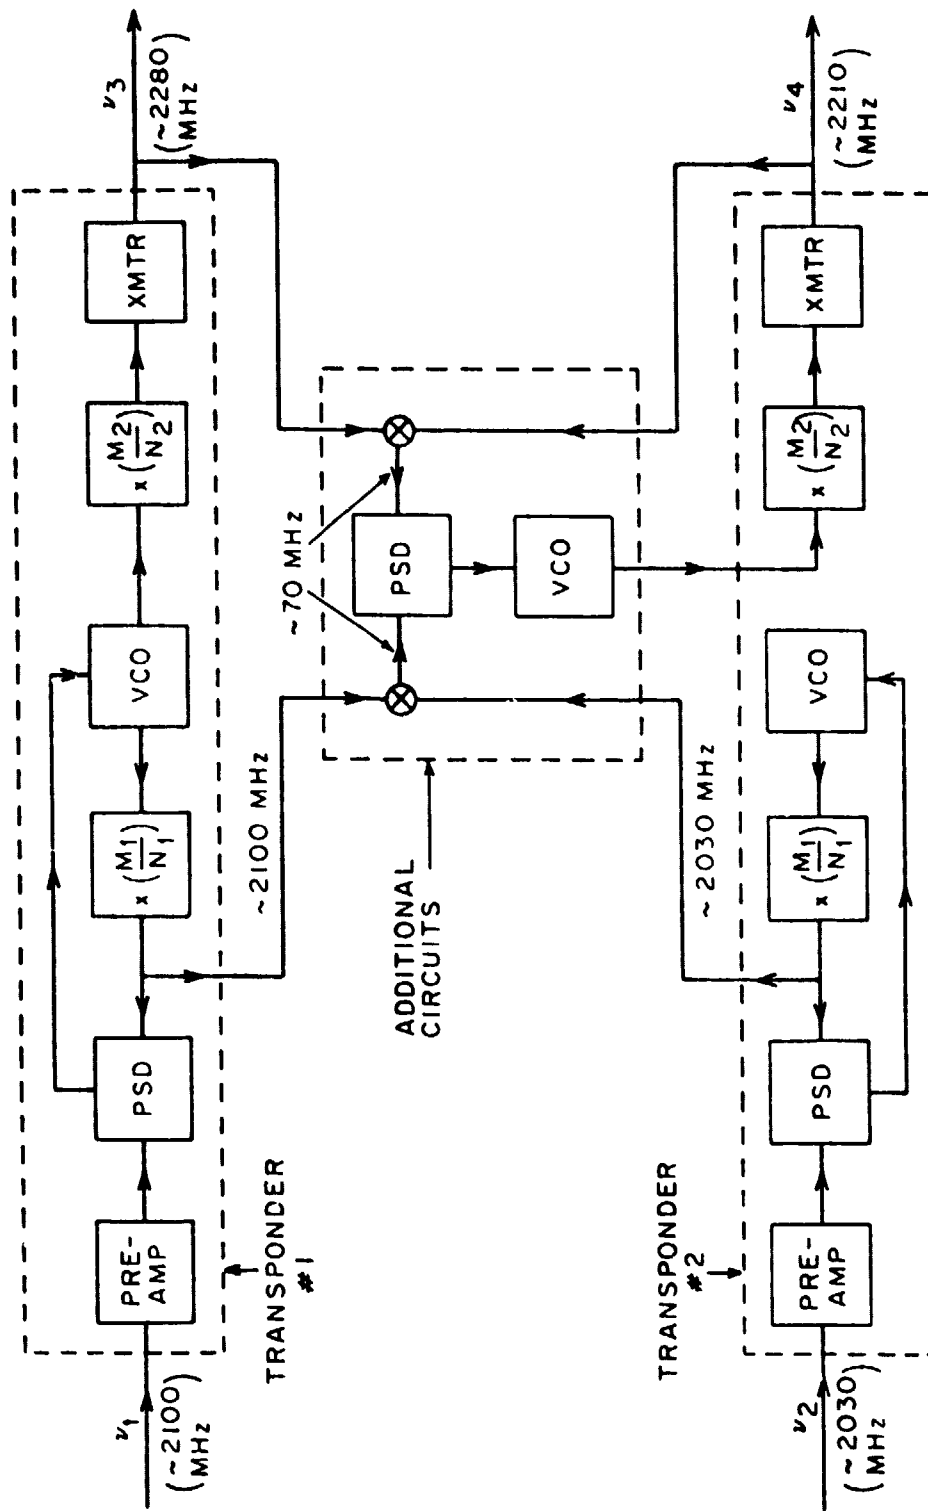 ν1
(~2100)
MHz
PRE-
AMP
PSD
× (M1/N1)
VCO
× (M2/N2)
XMTR
ν3
(~2280)
MHz
TRANSPONDER
#1
~2100 MHz
~70 MHz
PSD
VCO
ADDITIONAL
CIRCUITS
~2030 MHz
TRANSPONDER
#2
ν2
(~2030)
MHz
PRE-
AMP
PSD
× (M1/N1)
VCO
× (M2/N2)
XMTR
ν4
(~2210)
MHz